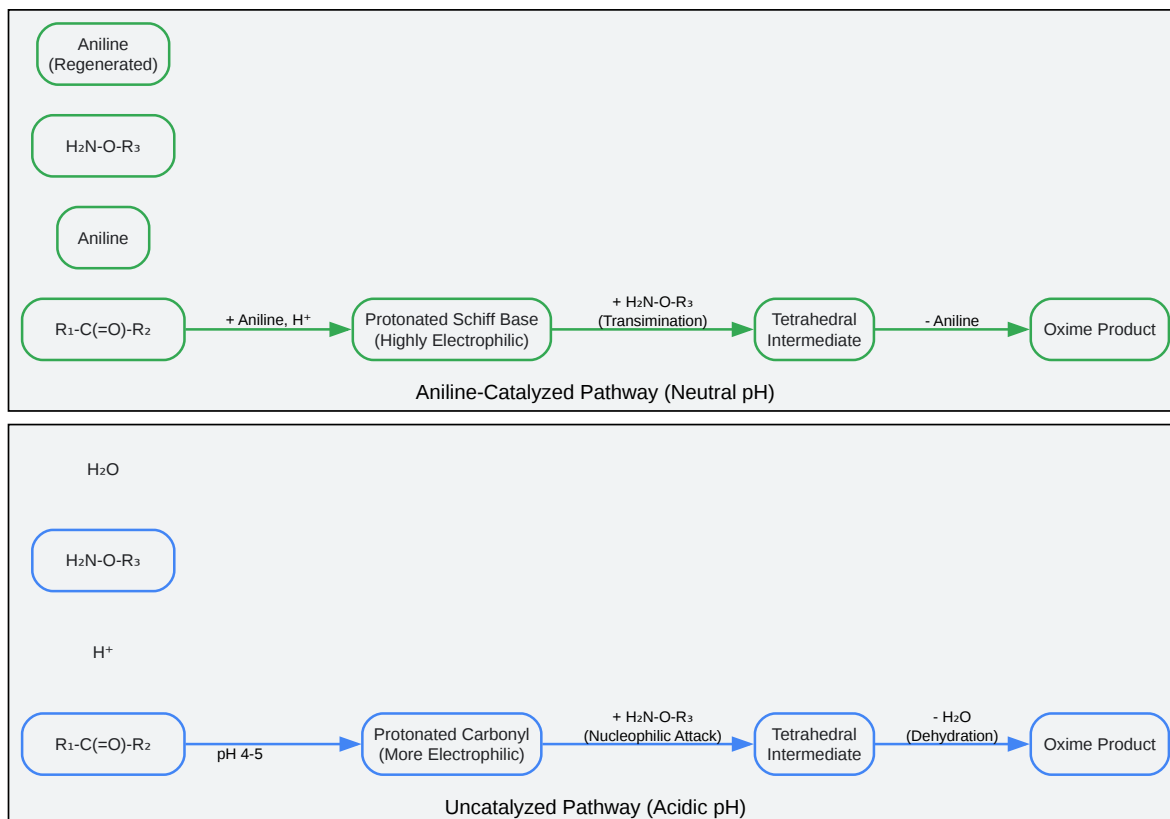 Aniline
(Regenerated)
H₂N-O-R₃
Aniline
R₁-C(=O)-R₂
+ Aniline, H⁺
Protonated Schiff Base
(Highly Electrophilic)
+ H₂N-O-R₃
(Transimination)
Tetrahedral
Intermediate
- Aniline
Oxime Product
Aniline-Catalyzed Pathway (Neutral pH)
H₂O
H₂N-O-R₃
H⁺
R₁-C(=O)-R₂
pH 4-5
Protonated Carbonyl
(More Electrophilic)
+ H₂N-O-R₃
(Nucleophilic Attack)
Tetrahedral
Intermediate
- H₂O
(Dehydration)
Oxime Product
Uncatalyzed Pathway (Acidic pH)